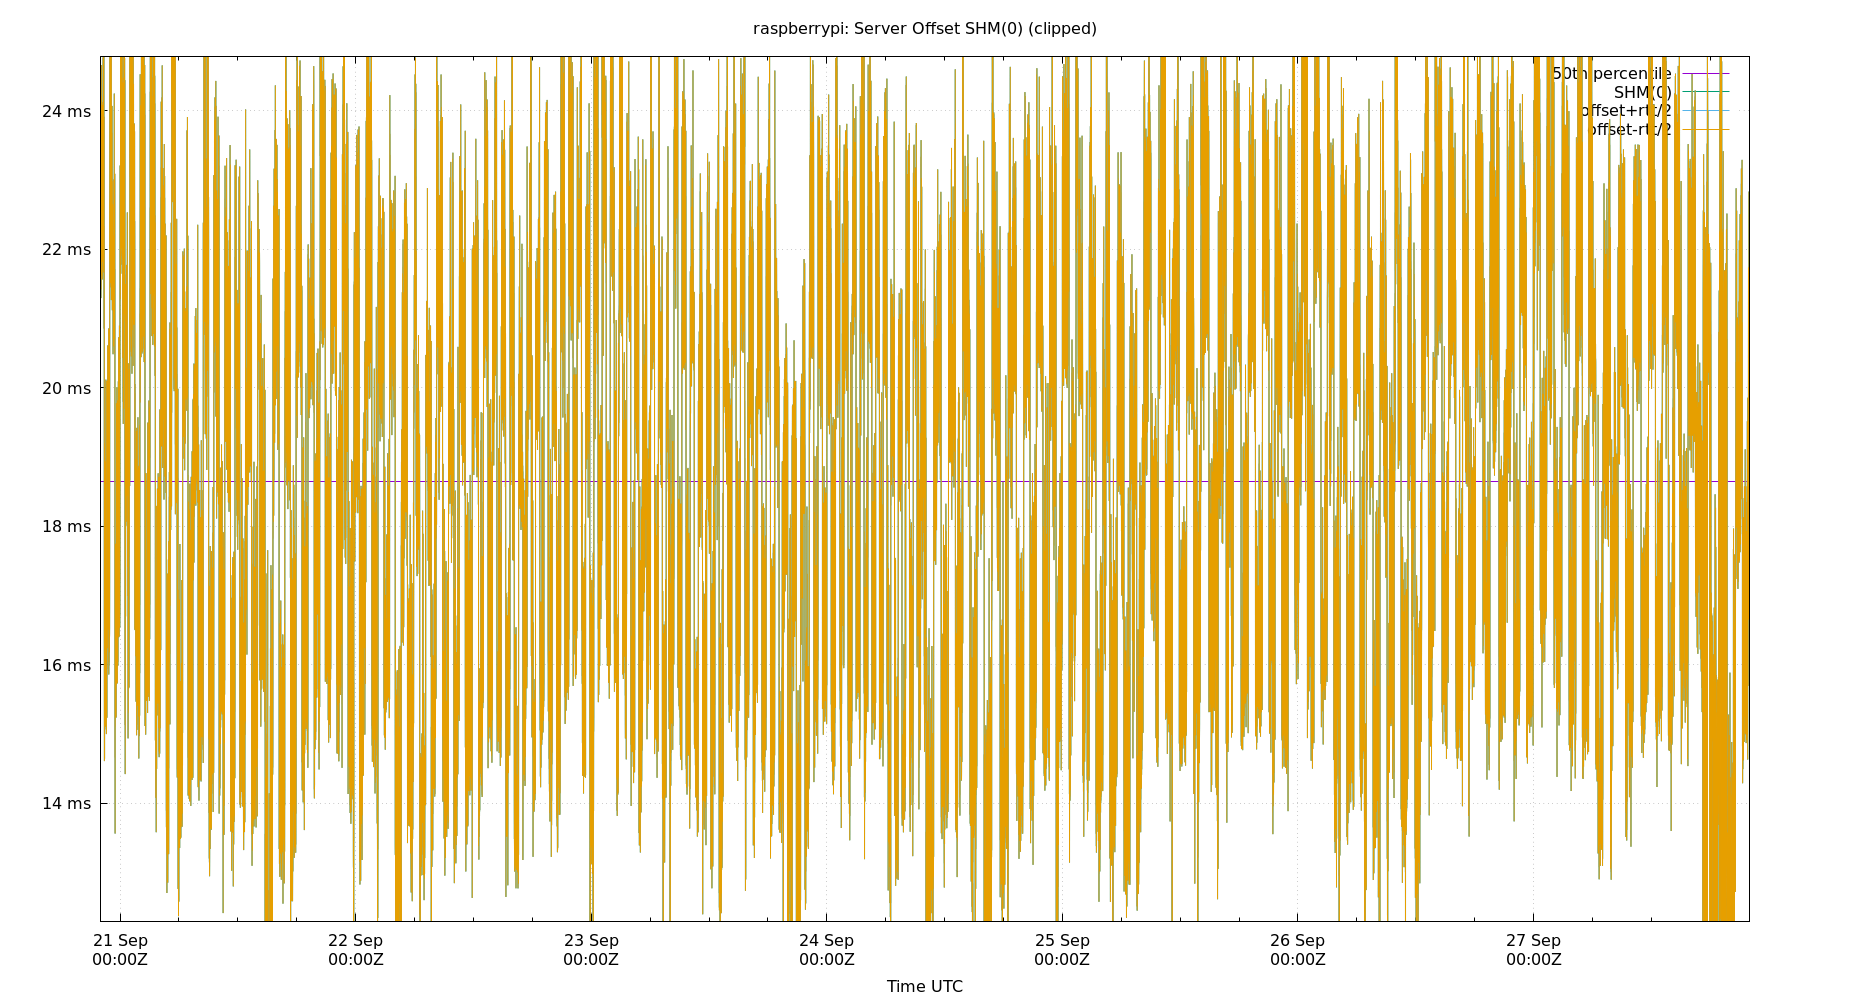 raspberrypi: Server Offset SHM(0) (clipped)
50th percentile
SHM(0)
offset+rtt/2
offset-rtt/2
24 ms
22 ms
20 ms
18 ms
16 ms
14 ms
21 Sep 22 Sep 23 Sep 24 Sep 25 Sep 26 Sep 27 Sep
00:00Z 00:00Z 00:00Z 00:00Z 00:00Z 00:00Z 00:00Z
Time UTC